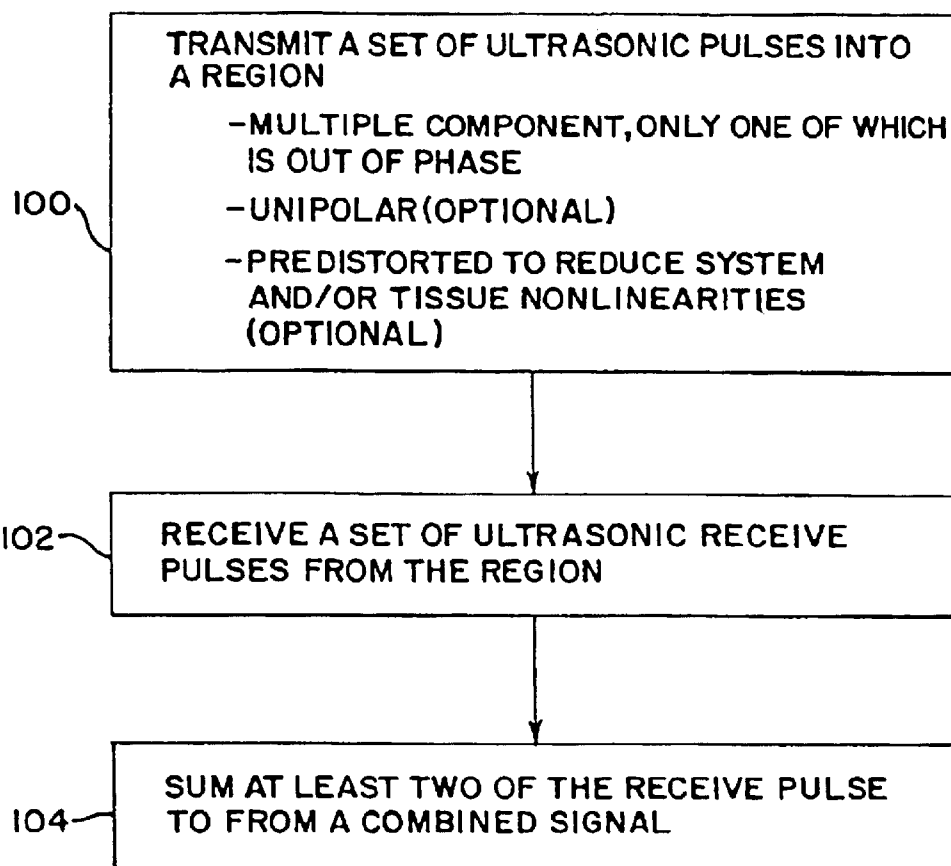 TRANSMIT A SET OF ULTRASONIC PULSES INTO
A REGION
-MULTIPLE COMPONENT, ONLY ONE OF WHICH
IS OUT OF PHASE
-UNIPOLAR (OPTIONAL)
-PREDISTORTED TO REDUCE SYSTEM
AND/OR TISSUE NONLINEARITIES
(OPTIONAL)
100
102
RECEIVE A SET OF ULTRASONIC RECEIVE
PULSES FROM THE REGION
SUM AT LEAST TWO OF THE RECEIVE PULSE
TO FROM A COMBINED SIGNAL
104